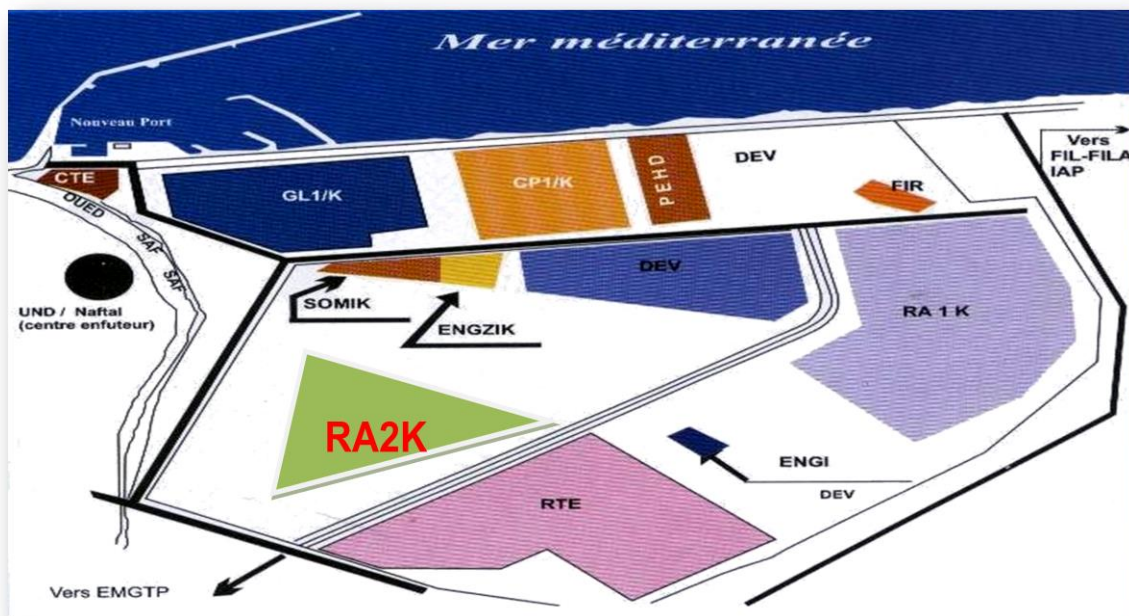 Mer méditerranée
Nouveau Port
Vers
FIL-FILA
IAP
CTE
GL1/K
CP1/K
PEHD
DEV
FIR
OUED
SAF
SAF
UND / Naftal
(centre enfuteur)
SOMIK
ENGZIK
DEV
RA 1 K
RA2K
ENGI
DEV
RTE
Vers EMGTP